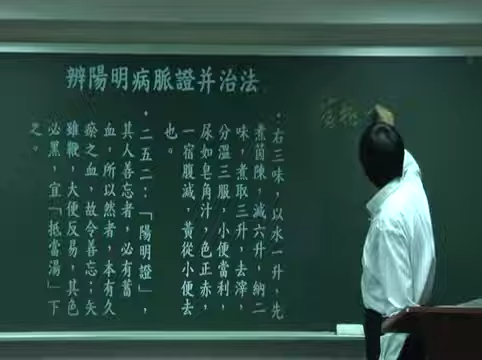 辨陽明病脈證并治法
•右三味，以水一升，先
煮茵陳，減六升，納二
味，煮取三升，去滓，
分溫三服，小便當利，
尿如皂角汁，色正赤，
一宿腹減，黃從小便去
也。
•二五二：「陽明證」，
其人善忘者，必有蓄
血，所以然者，本有久
瘀之血，故令善忘；矢
雖鞕，大便反易，其色
必黑，宜「抵當湯」下
之。